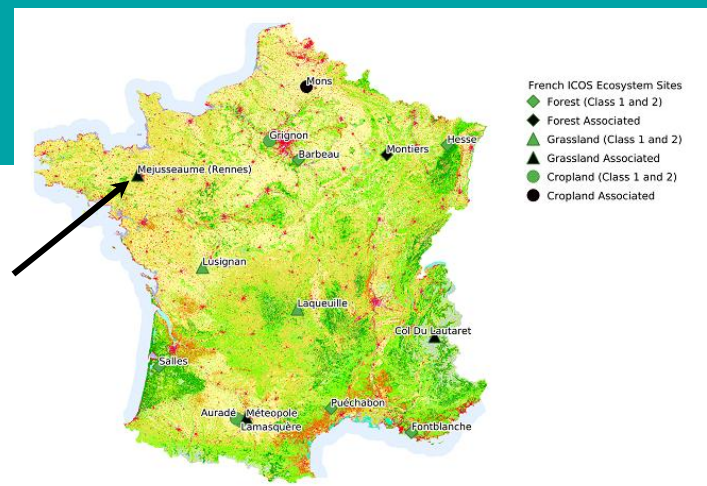 Mons
French ICOS Ecosystem Sites
Forest (Class 1 and 2)
Forest Associated
Grassland (Class 1 and 2)
Grassland Associated
Cropland (Class 1 and 2)
Cropland Associated
Grignon
Barbeau
Montiers
Hesse
Mejusseaume (Rennes)
Lusignan
Laqueuille
Col Du Lautaret
Salles
Puéchabon
Auradé
Météopole
Lamasquère
Fontblanche